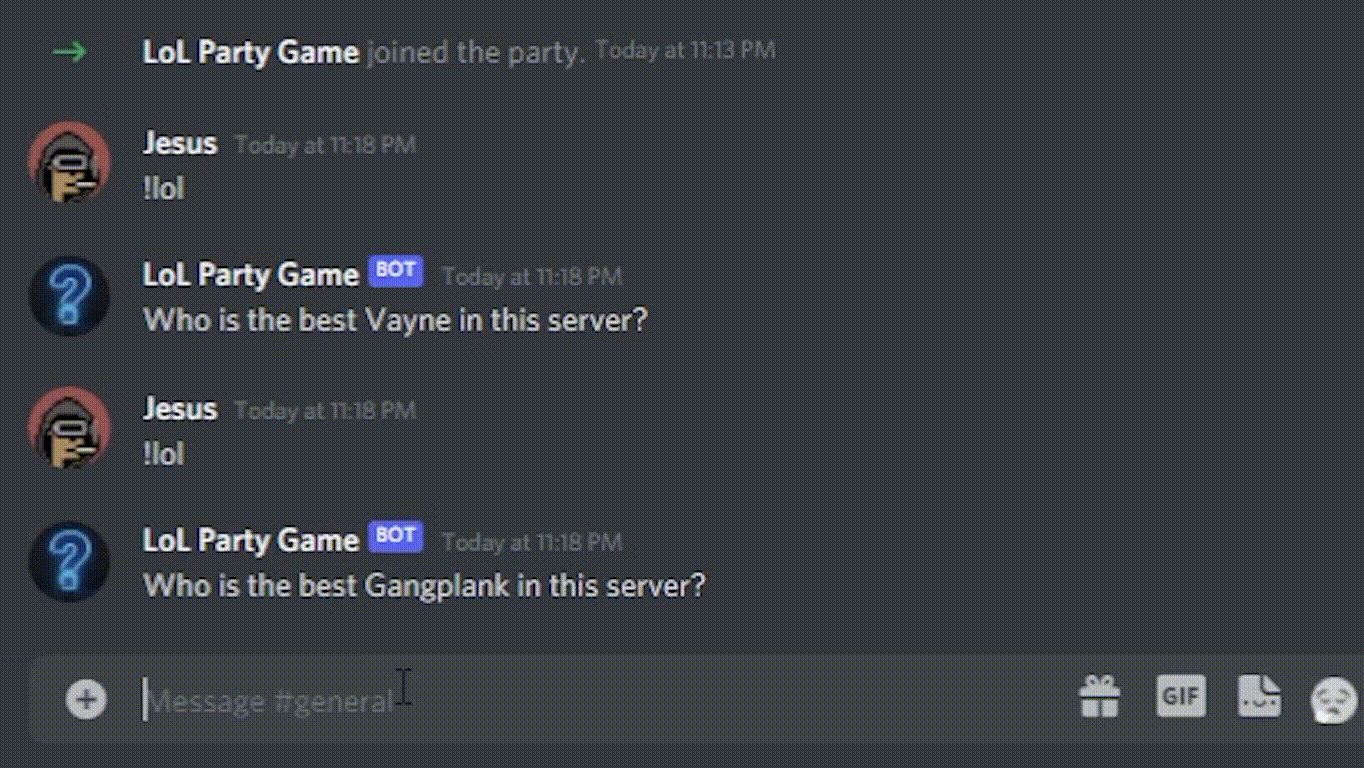 LoL Party Game joined the party. Today at 11:13 PM
Jesus Today at 11:18 PM
!lol
LoL Party Game BOT Today at 11:18 PM
Who is the best Vayne in this server?
Jesus Today at 11:18 PM
!lol
LoL Party Game BOT Today at 11:18 PM
Who is the best Gangplank in this server?
Message #general
GIF